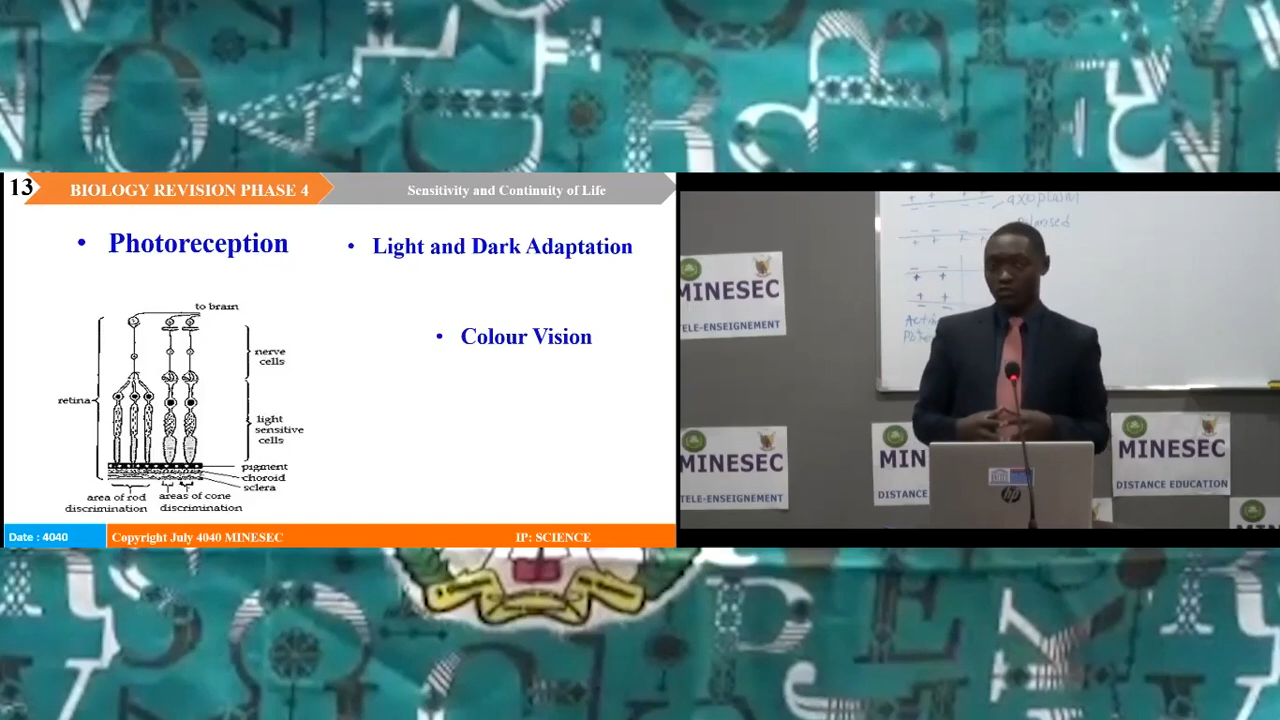 13
BIOLOGY REVISION PHASE 4
Sensitivity and Continuity of Life
• Photoreception
• Light and Dark Adaptation
• Colour Vision
to brain
nerve
cells
retina
light
sensitive
cells
pigment
choroid
sclera
area of rod
discrimination
areas of cone
discrimination
Date : 4040
Copyright July 4040 MINESEC
IP: SCIENCE
axoplasm
MINESEC
TELE-ENSEIGNEMENT
MINESEC
TELE-ENSEIGNEMENT
MIN
DISTANCE
MINESEC
DISTANCE EDUCATION
MINESEC
hp